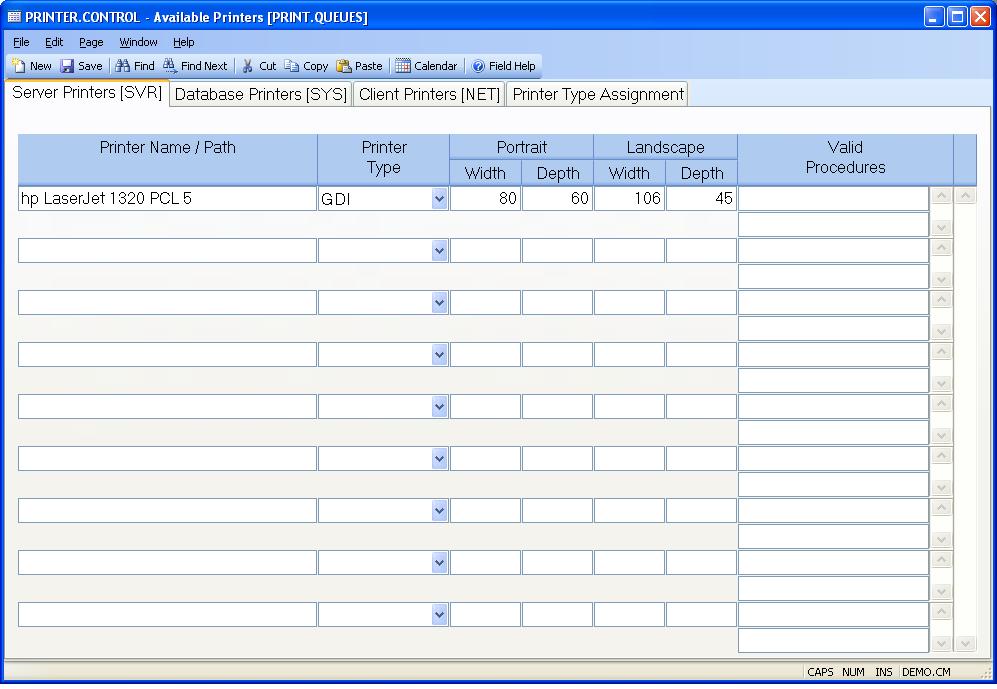 PRINTER.CONTROL - Available Printers [PRINT.QUEUES]
File Edit Page Window Help
New Save Find Find Next Cut Copy Paste Calendar Field Help
Server Printers [SVR] Database Printers [SYS] Client Printers [NET] Printer Type Assignment
Printer Name / Path Printer Type Portrait Landscape Valid Procedures
Width Depth Width Depth
hp LaserJet 1320 PCL 5 GDI 80 60 106 45
CAPS NUM INS DEMO.CM